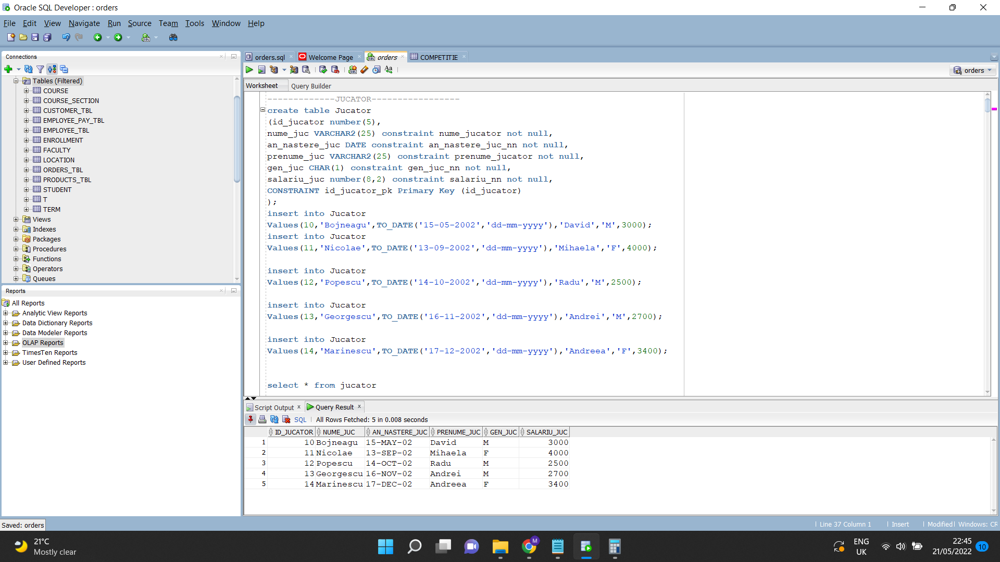 Oracle SQL Developer : orders
File Edit View Navigate Run Source Team Tools Window Help
Connections
Tables (Filtered)
COURSE
COURSE_SECTION
CUSTOMER_TBL
EMPLOYEE_PAY_TBL
EMPLOYEE_TBL
ENROLLMENT
FACULTY
LOCATION
ORDERS_TBL
PRODUCTS_TBL
STUDENT
T
TERM
Views
Indexes
Packages
Procedures
Functions
Operators
Queues
Reports
All Reports
Analytic View Reports
Data Dictionary Reports
Data Modeler Reports
OLAP Reports
TimesTen Reports
User Defined Reports
orders.sql Welcome Page orders COMPETITIE
orders
Worksheet Query Builder
-------------JUCATOR-----------------
create table Jucator
(id_jucator number(5),
nume_juc VARCHAR2(25) constraint nume_jucator not null,
an_nastere_juc DATE constraint an_nastere_juc_nn not null,
prenume_juc VARCHAR2(25) constraint prenume_jucator not null,
gen_juc CHAR(1) constraint gen_juc_nn not null,
salariu_juc number(8,2) constraint salariu_nn not null,
CONSTRAINT id_jucator_pk Primary Key (id_jucator)
);
insert into Jucator
Values(10,'Bojneagu',TO_DATE('15-05-2002','dd-mm-yyyy'),'David','M',3000);
insert into Jucator
Values(11,'Nicolae',TO_DATE('13-09-2002','dd-mm-yyyy'),'Mihaela','F',4000);
insert into Jucator
Values(12,'Popescu',TO_DATE('14-10-2002','dd-mm-yyyy'),'Radu','M',2500);
insert into Jucator
Values(13,'Georgescu',TO_DATE('16-11-2002','dd-mm-yyyy'),'Andrei','M',2700);
insert into Jucator
Values(14,'Marinescu',TO_DATE('17-12-2002','dd-mm-yyyy'),'Andreea','F',3400);
select * from jucator
Script Output Query Result
SQL All Rows Fetched: 5 in 0.008 seconds
ID_JUCATOR NUME_JUC AN_NASTERE_JUC PRENUME_JUC GEN_JUC SALARIU_JUC
1 10 Bojneagu 15-MAY-02 David M 3000
2 11 Nicolae 13-SEP-02 Mihaela F 4000
3 12 Popescu 14-OCT-02 Radu M 2500
4 13 Georgescu 16-NOV-02 Andrei M 2700
5 14 Marinescu 17-DEC-02 Andreea F 3400
Saved: orders
Line 37 Column 1 Insert Modified Windows: CR
21°C
Mostly clear
M
ENG
UK
22:45
21/05/2022
10